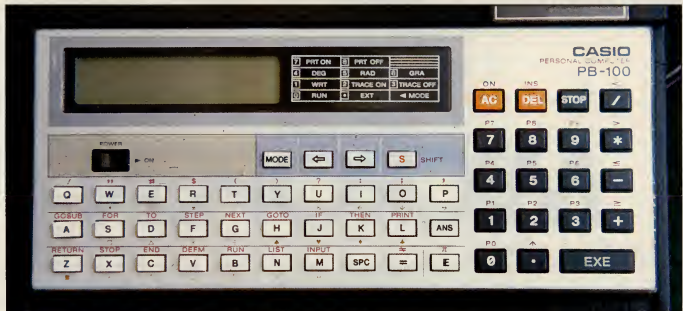 CASIO
PERSONAL COMPUTER
PB-100
7 PRT ON 8 PRT OFF
4 DEG 5 RAD 6 GRA
1 WRT 2 TRACE ON 3 TRACE OFF
0 RUN • EXT ◄ MODE
POWER
► ON
MODE ⇦ ⇨ S SHIFT
ON INS
AC DEL STOP /
P7 P8 P9 >
7 8 9 *
P4 P5 P6 ≤
4 5 6 −
P1 P2 P3 ≥
1 2 3 +
P0 ^
0 • EXE
! " # $ ( ) ? : ; '
Q W E R T Y U I O P
GOSUB FOR TO STEP NEXT GOTO IF THEN PRINT
A S D F G H J K L ANS
RETURN STOP END DEFM RUN LIST INPUT ≠ π
Z X C V B N M SPC = E